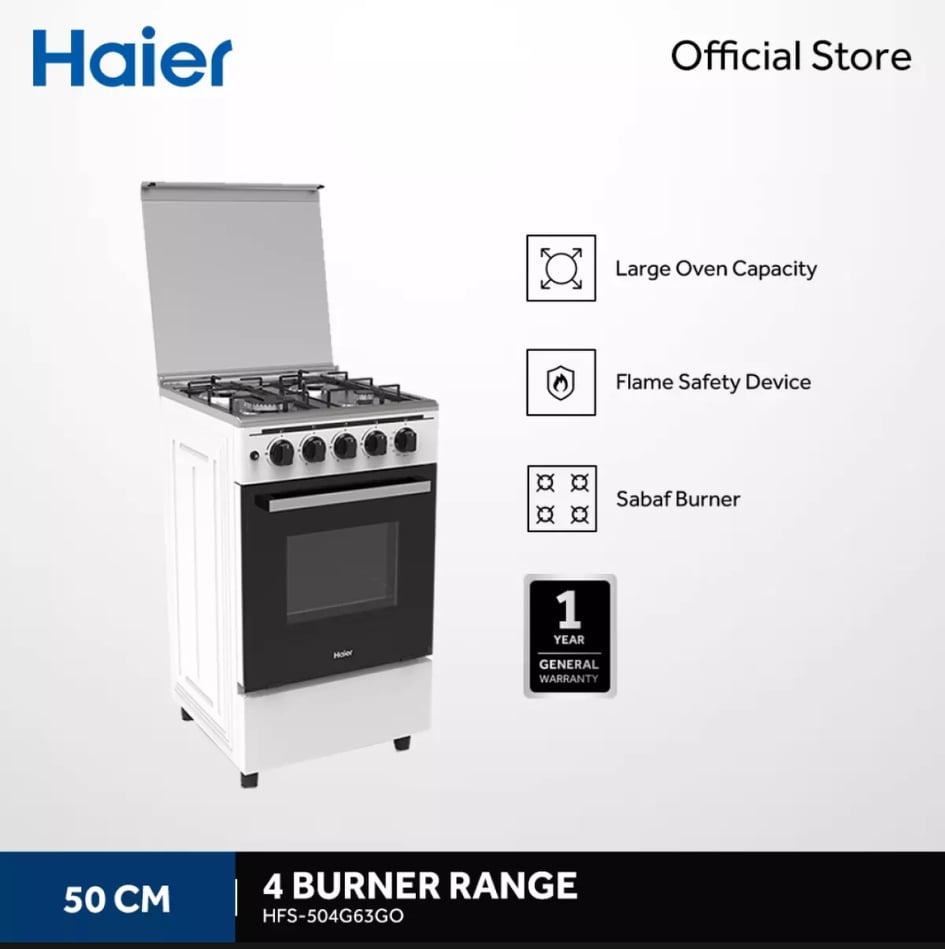 Haier
Official Store
Large Oven Capacity
Flame Safety Device
Sabaf Burner
1
YEAR
GENERAL
WARRANTY
Haier
50 CM
4 BURNER RANGE
HFS-504G63GO